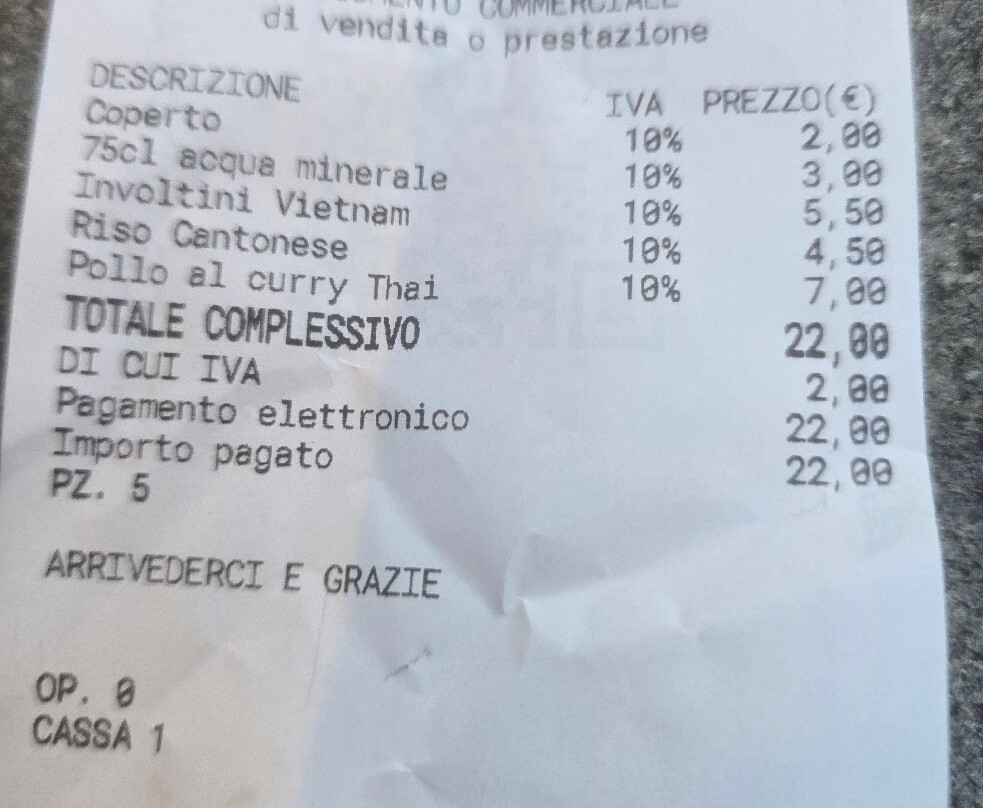 COMMERCIALE
di vendita o prestazione
DESCRIZIONE IVA PREZZO(€)
Coperto 10% 2,00
75cl acqua minerale 10% 3,00
Involtini Vietnam 10% 5,50
Riso Cantonese 10% 4,50
Pollo al curry Thai 10% 7,00
TOTALE COMPLESSIVO 22,00
DI CUI IVA 2,00
Pagamento elettronico 22,00
Importo pagato 22,00
PZ. 5
ARRIVEDERCI E GRAZIE
OP. 0
CASSA 1